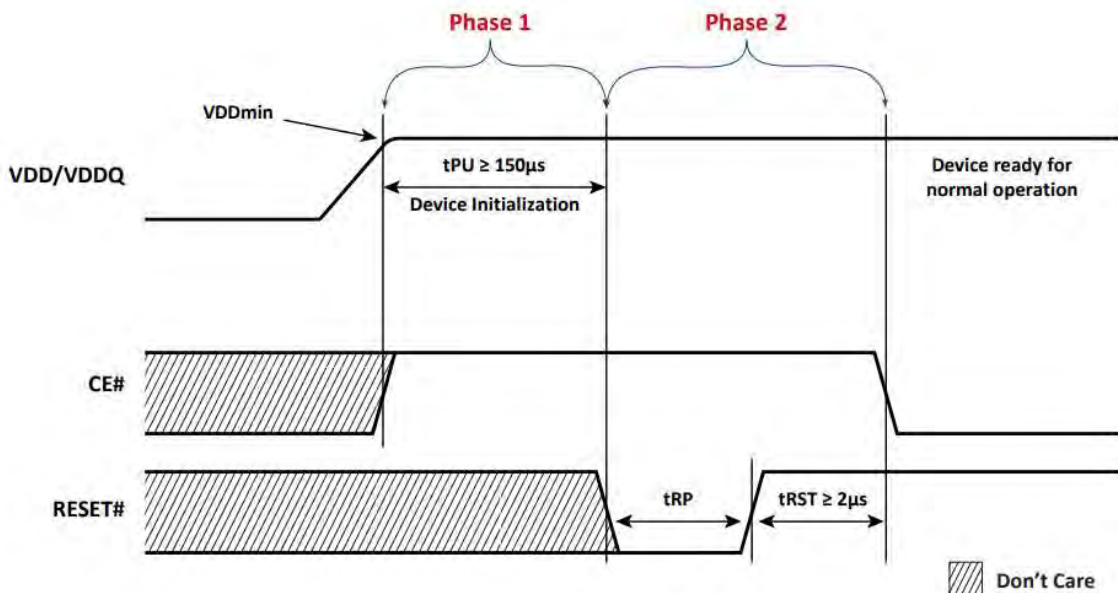 Phase 1
Phase 2
VDDmin
VDD/VDDQ
tPU ≥ 150µs
Device Initialization
Device ready for
normal operation
CE#
RESET#
tRP
tRST ≥ 2µs
Don't Care